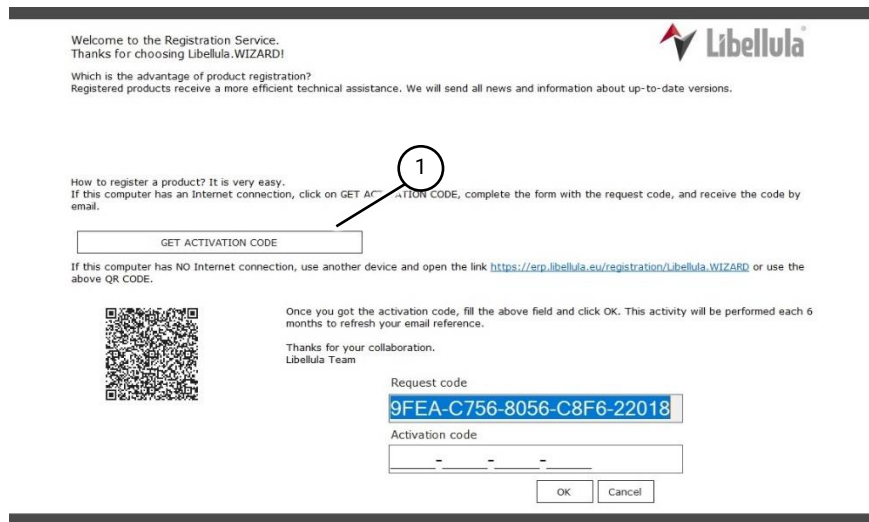 Libellula
Welcome to the Registration Service.
Thanks for choosing Libellula.WIZARD!
Which is the advantage of product registration?
Registered products receive a more efficient technical assistance. We will send all news and information about up-to-date versions.
1
How to register a product? It is very easy.
If this computer has an Internet connection, click on GET ACTIVATION CODE, complete the form with the request code, and receive the code by
email.
GET ACTIVATION CODE
If this computer has NO Internet connection, use another device and open the link https://erp.libellula.eu/registration/Libellula.WIZARD or use the
above QR CODE.
Once you got the activation code, fill the above field and click OK. This activity will be performed each 6
months to refresh your email reference.
Thanks for your collaboration.
Libellula Team
Request code
9FEA-C756-8056-C8F6-22018
Activation code
_____-_____-_____-_____
OK Cancel